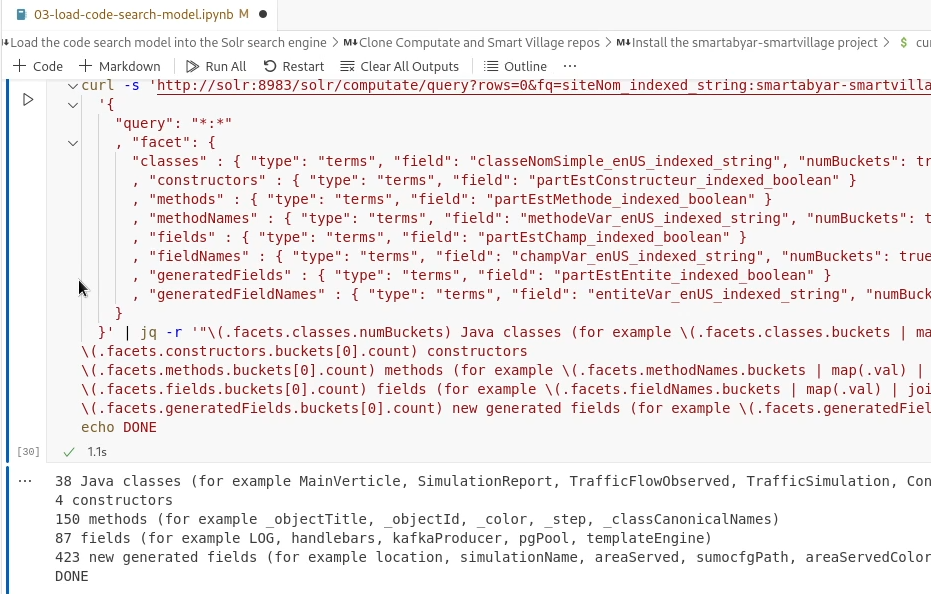 03-load-code-search-model.ipynb M ●
Load the code search model into the Solr search engine > M↓Clone Computate and Smart Village repos > M↓Install the smartabyar-smartvillage project > $ cur
+ Code + Markdown Run All Restart Clear All Outputs Outline ...
curl -s 'http://solr:8983/solr/computate/query?rows=0&fq=siteNom_indexed_string:smartabyar-smartvilla
'{
"query": "*:*"
, "facet": {
"classes" : { "type": "terms", "field": "classeNomSimple_enUS_indexed_string", "numBuckets": tr
, "constructors" : { "type": "terms", "field": "partEstConstructeur_indexed_boolean" }
, "methods" : { "type": "terms", "field": "partEstMethode_indexed_boolean" }
, "methodNames" : { "type": "terms", "field": "methodeVar_enUS_indexed_string", "numBuckets": t
, "fields" : { "type": "terms", "field": "partEstChamp_indexed_boolean" }
, "fieldNames" : { "type": "terms", "field": "champVar_enUS_indexed_string", "numBuckets": true
, "generatedFields" : { "type": "terms", "field": "partEstEntite_indexed_boolean" }
, "generatedFieldNames" : { "type": "terms", "field": "entiteVar_enUS_indexed_string", "numBuck
}
}' | jq -r '"\(.facets.classes.numBuckets) Java classes (for example \(.facets.classes.buckets | ma
\(.facets.constructors.buckets[0].count) constructors
\(.facets.methods.buckets[0].count) methods (for example \(.facets.methodNames.buckets | map(.val) |
\(.facets.fields.buckets[0].count) fields (for example \(.facets.fieldNames.buckets | map(.val) | joi
\(.facets.generatedFields.buckets[0].count) new generated fields (for example \(.facets.generatedFiel
echo DONE
[30] ✓ 1.1s
... 38 Java classes (for example MainVerticle, SimulationReport, TrafficFlowObserved, TrafficSimulation, Con
4 constructors
150 methods (for example _objectTitle, _objectId, _color, _step, _classCanonicalNames)
87 fields (for example LOG, handlebars, kafkaProducer, pgPool, templateEngine)
423 new generated fields (for example location, simulationName, areaServed, sumocfgPath, areaServedColor
DONE